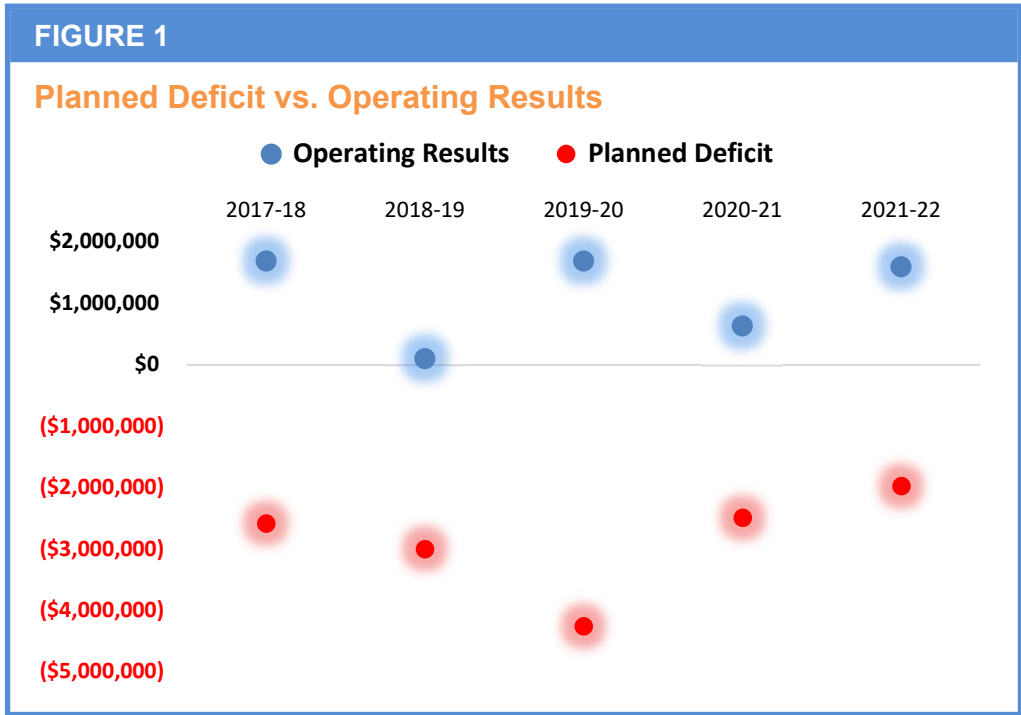 FIGURE 1
Planned Deficit vs. Operating Results
Operating Results Planned Deficit
2017-18 2018-19 2019-20 2020-21 2021-22
$2,000,000
$1,000,000
$0
($1,000,000)
($2,000,000)
($3,000,000)
($4,000,000)
($5,000,000)